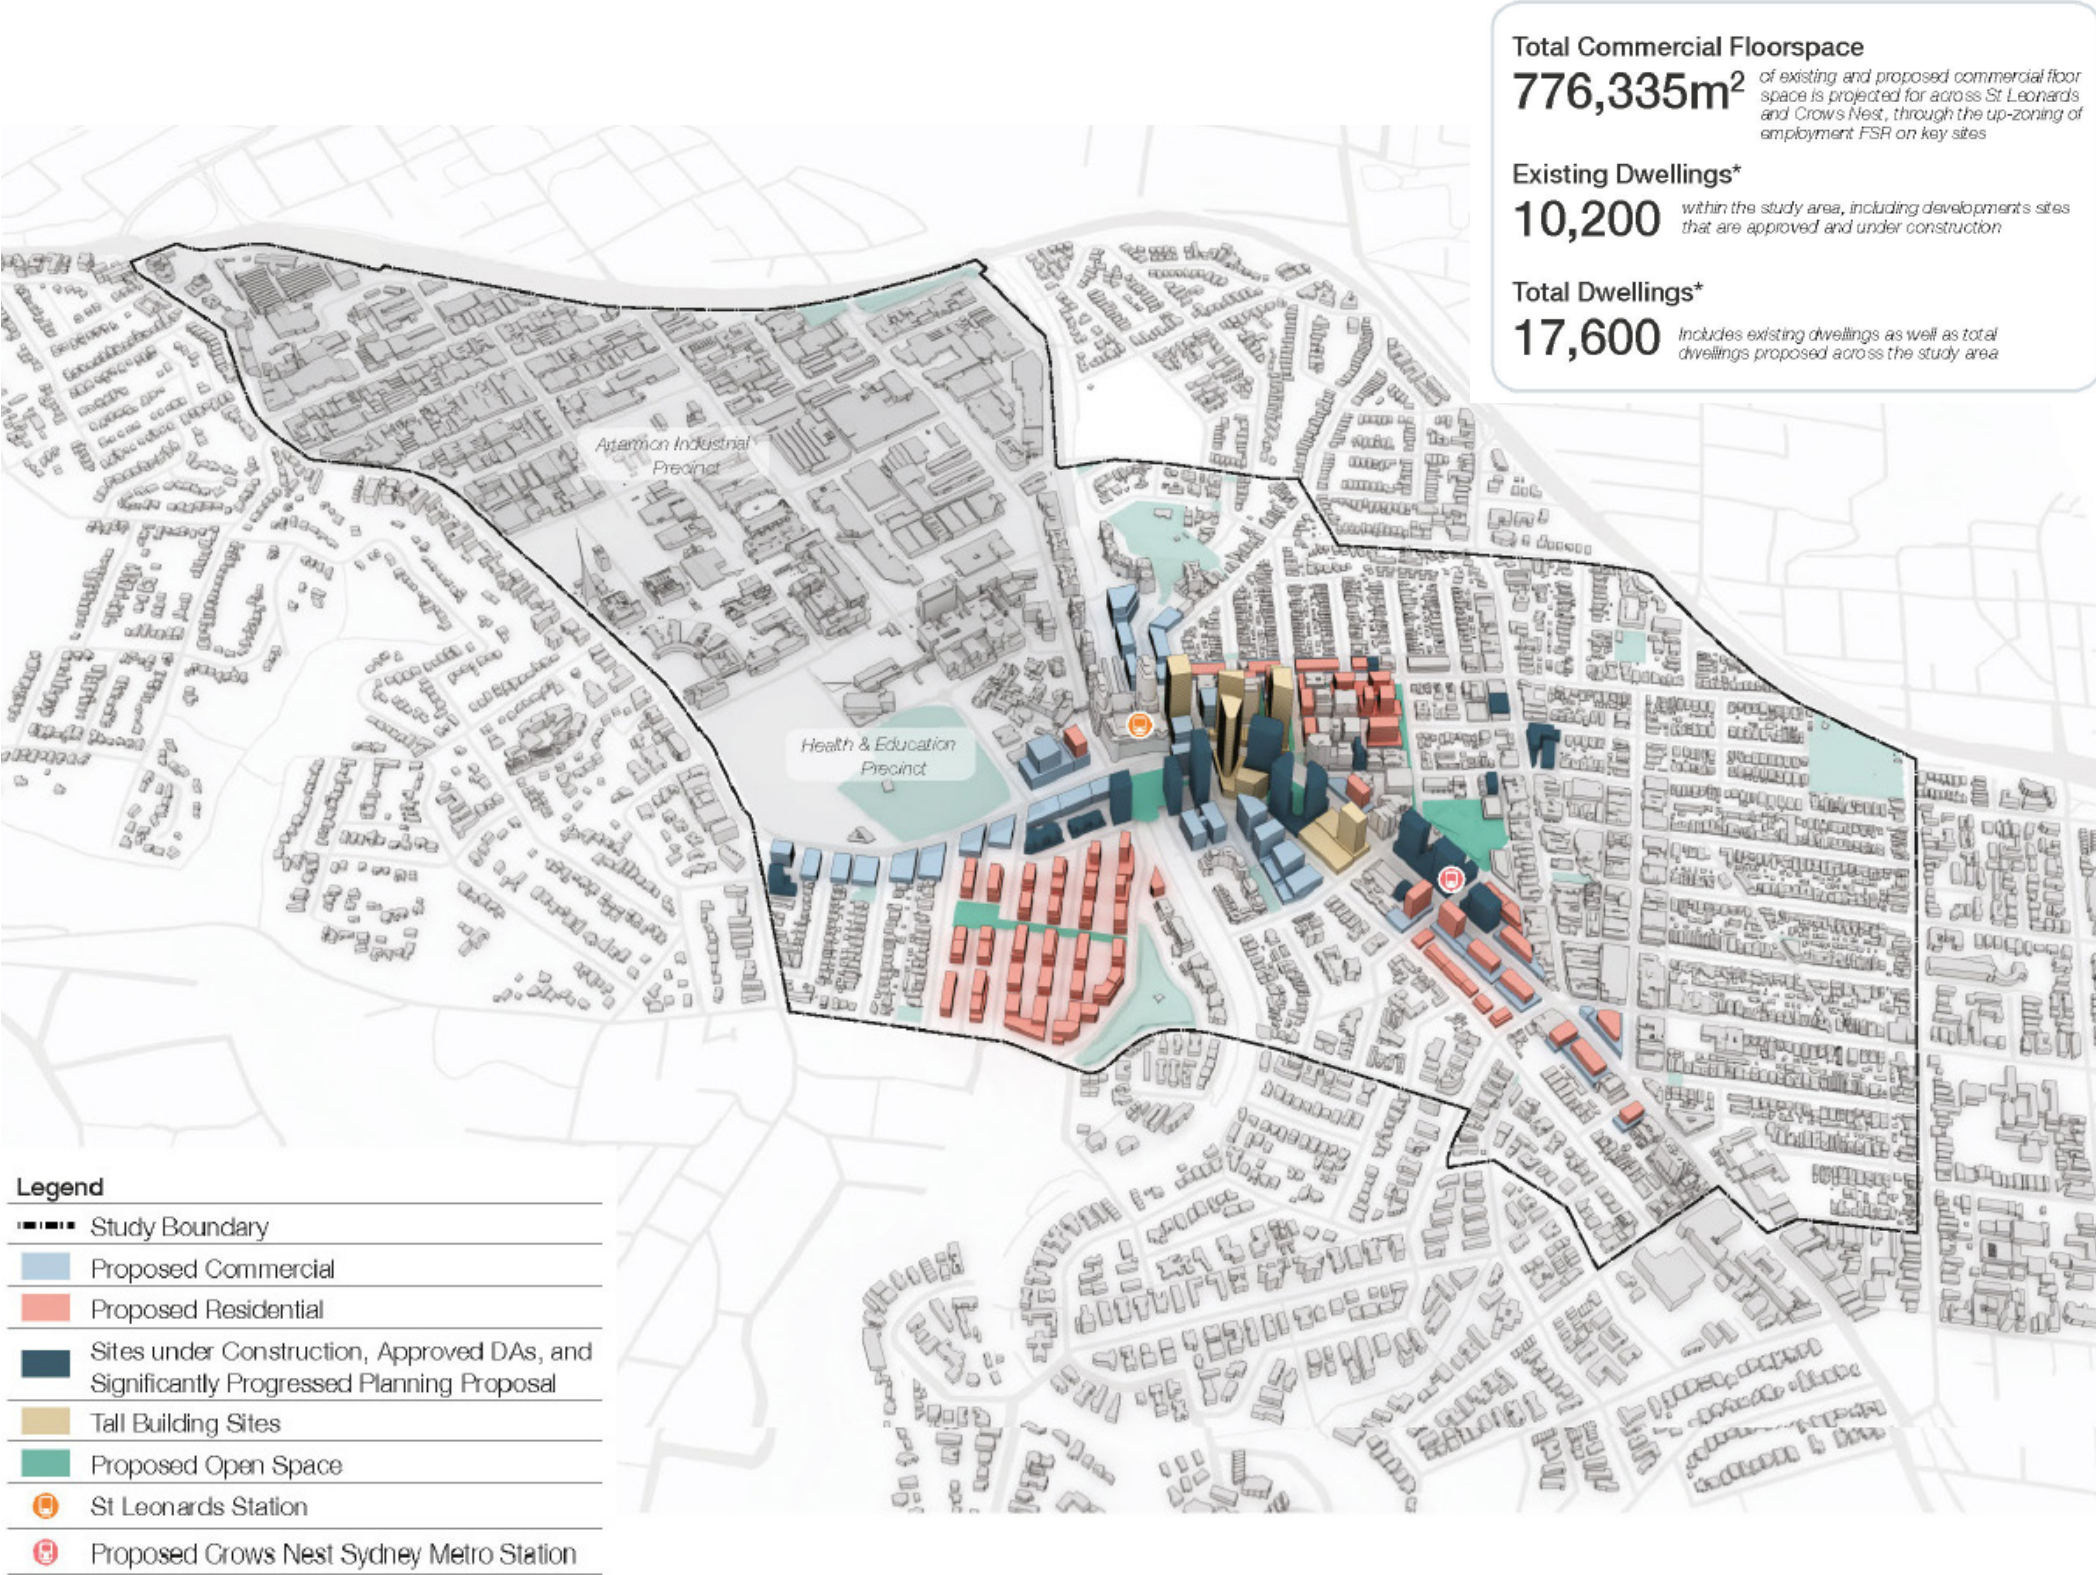 Total Commercial Floorspace
776,335m²
of existing and proposed commercial floor
space is projected for across St Leonards
and Crows Nest, through the up-zoning of
employment FSR on key sites
Existing Dwellings*
10,200
within the study area, including developments sites
that are approved and under construction
Total Dwellings*
17,600
Includes existing dwellings as well as total
dwellings proposed across the study area
Artarmon Industrial
Precinct
Health & Education
Precinct
Legend
Study Boundary
Proposed Commercial
Proposed Residential
Sites under Construction, Approved DAs, and
Significantly Progressed Planning Proposal
Tall Building Sites
Proposed Open Space
St Leonards Station
Proposed Crows Nest Sydney Metro Station